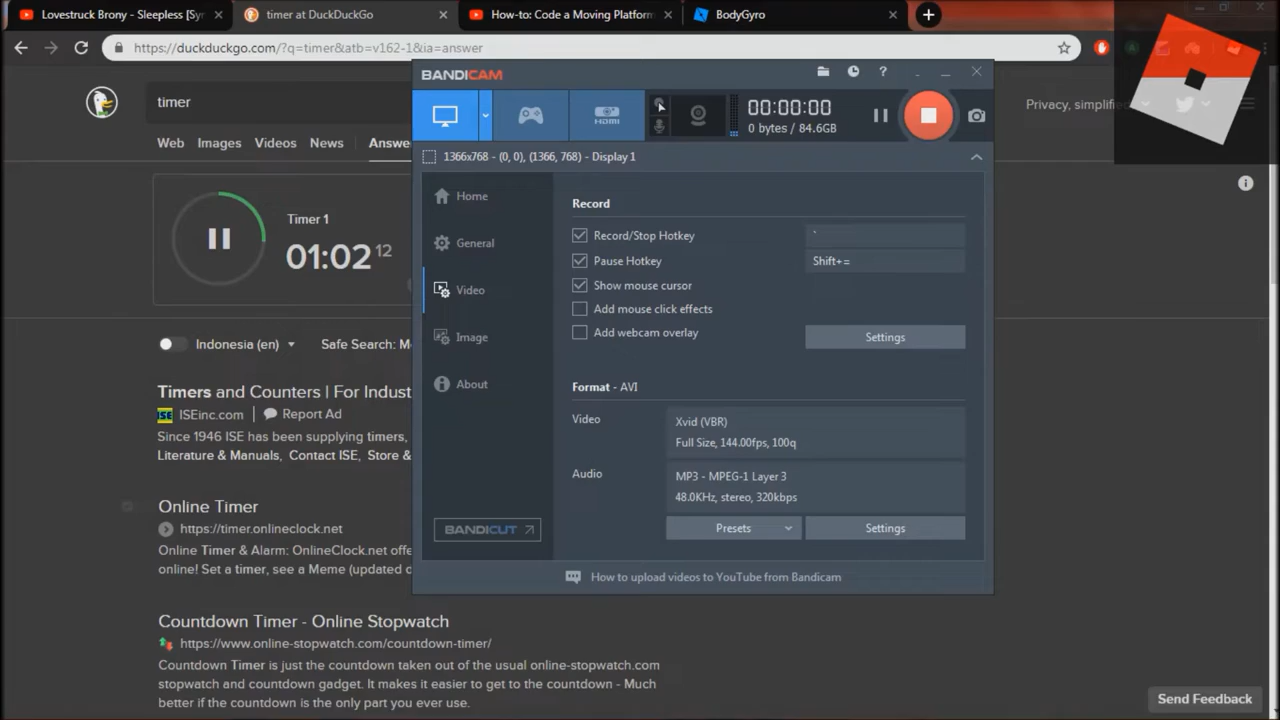 Lovestruck Brony - Sleepless [Syn
timer at DuckDuckGo
How-to: Code a Moving Platform
BodyGyro
https://duckduckgo.com/?q=timer&atb=v162-1&ia=answer
timer
Web
Images
Videos
News
Answe
Privacy, simplifie
Timer 1
01:02 12
Indonesia (en)
Safe Search: M
Timers and Counters | For Indust
ISEinc.com
Report Ad
Since 1946 ISE has been supplying timers,
Literature & Manuals, Contact ISE, Store &
Online Timer
https://timer.onlineclock.net
Online Timer & Alarm: OnlineClock.net offe
online! Set a timer, see a Meme (updated d
Countdown Timer - Online Stopwatch
https://www.online-stopwatch.com/countdown-timer/
Countdown Timer is just the countdown taken out of the usual online-stopwatch.com
stopwatch and countdown gadget. It makes it easier to get to the countdown - Much
better if the countdown is the only part you ever use.
BANDICAM
HDMI
00:00:00
0 bytes / 84.6GB
1366x768 - (0, 0), (1366, 768) - Display 1
Home
General
Video
Image
About
BANDICUT
Record
Record/Stop Hotkey
`
Pause Hotkey
Shift+=
Show mouse cursor
Add mouse click effects
Add webcam overlay
Settings
Format - AVI
Video
Xvid (VBR)
Full Size, 144.00fps, 100q
Audio
MP3 - MPEG-1 Layer 3
48.0KHz, stereo, 320kbps
Presets
Settings
How to upload videos to YouTube from Bandicam
Send Feedback